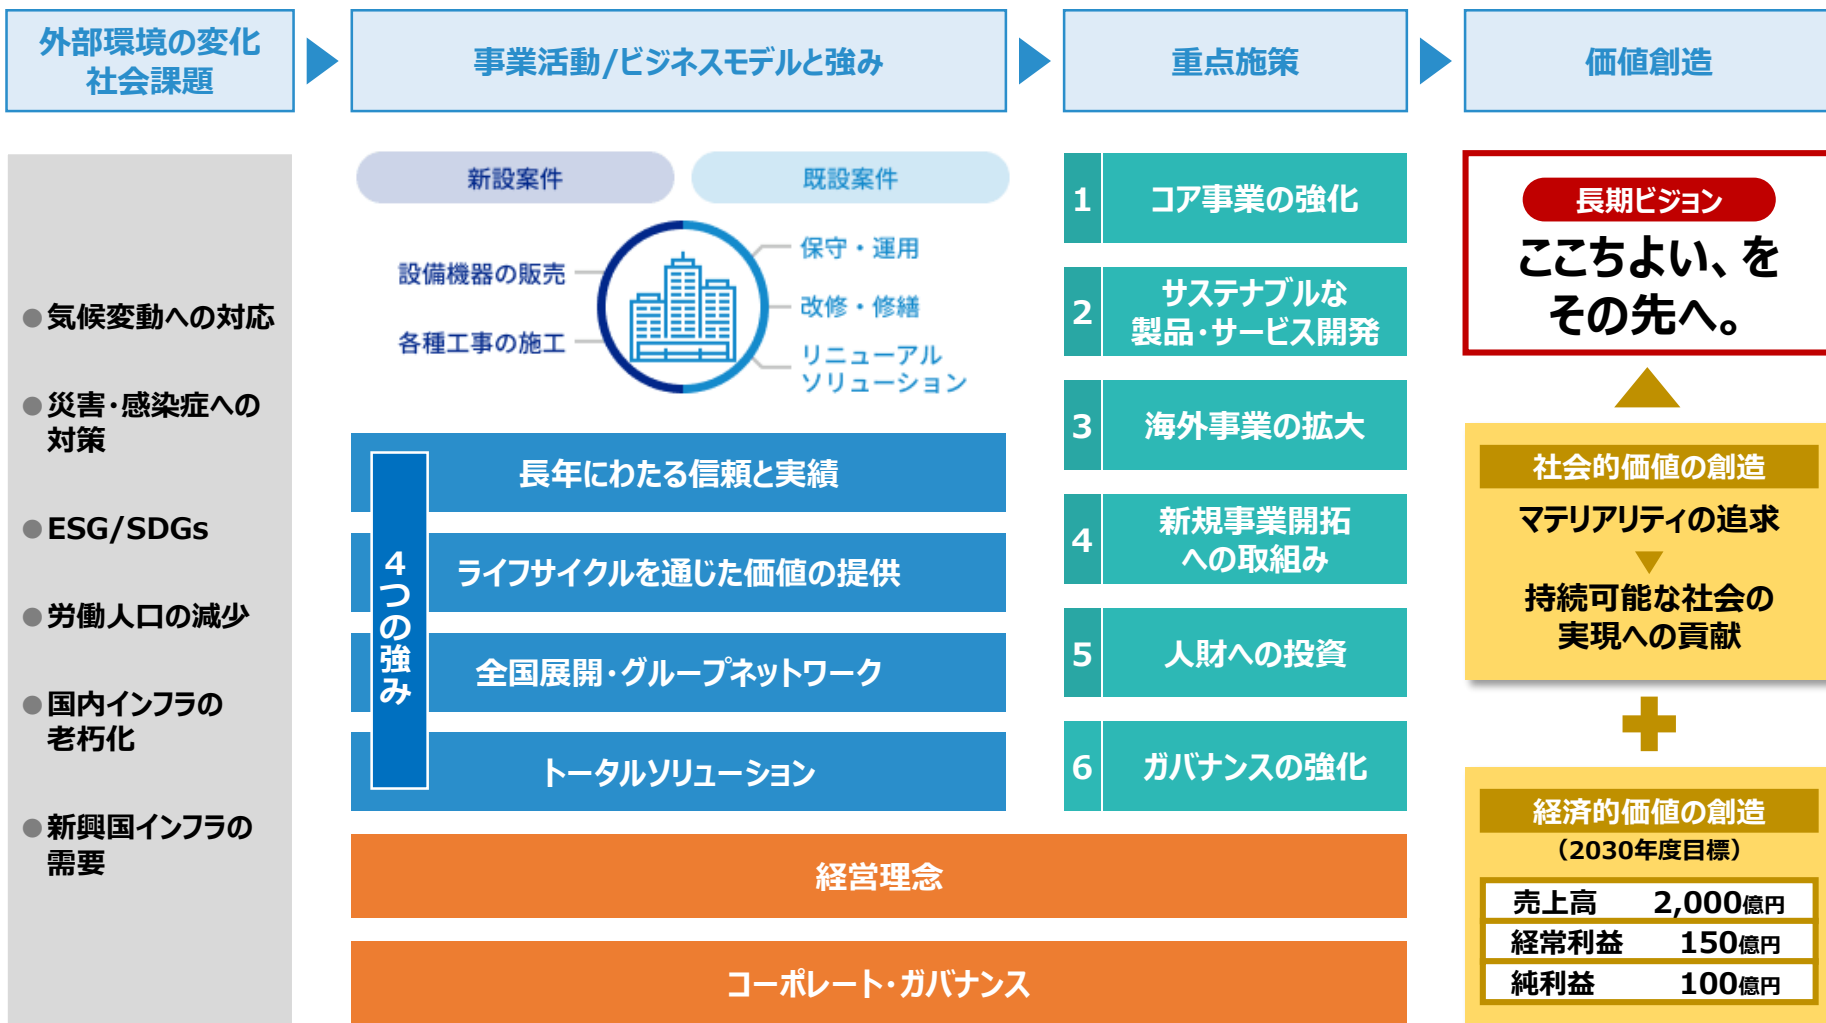 外部環境の変化
社会課題
事業活動/ビジネスモデルと強み
重点施策
価値創造
●気候変動への対応
●災害・感染症への
対策
●ESG/SDGs
●労働人口の減少
●国内インフラの
老朽化
●新興国インフラの
需要
新設案件
既設案件
設備機器の販売
各種工事の施工
保守・運用
改修・修繕
リニューアル
ソリューション
4つの強み
長年にわたる信頼と実績
ライフサイクルを通じた価値の提供
全国展開・グループネットワーク
トータルソリューション
1 コア事業の強化
2 サステナブルな
製品・サービス開発
3 海外事業の拡大
4 新規事業開拓
への取組み
5 人財への投資
6 ガバナンスの強化
経営理念
コーポレート・ガバナンス
長期ビジョン
ここちよい、を
その先へ。
社会的価値の創造
マテリアリティの追求
持続可能な社会の
実現への貢献
経済的価値の創造
（2030年度目標）
売上高 2,000億円
経常利益 150億円
純利益 100億円